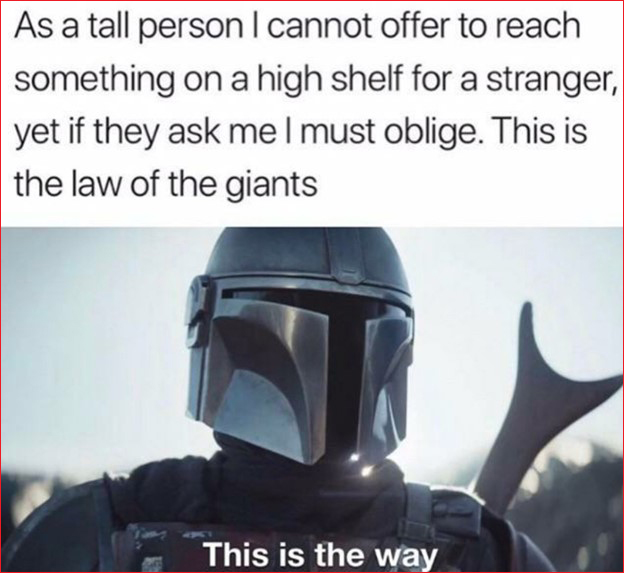 As a tall person I cannot offer to reach
something on a high shelf for a stranger,
yet if they ask me I must oblige. This is
the law of the giants
This is the way